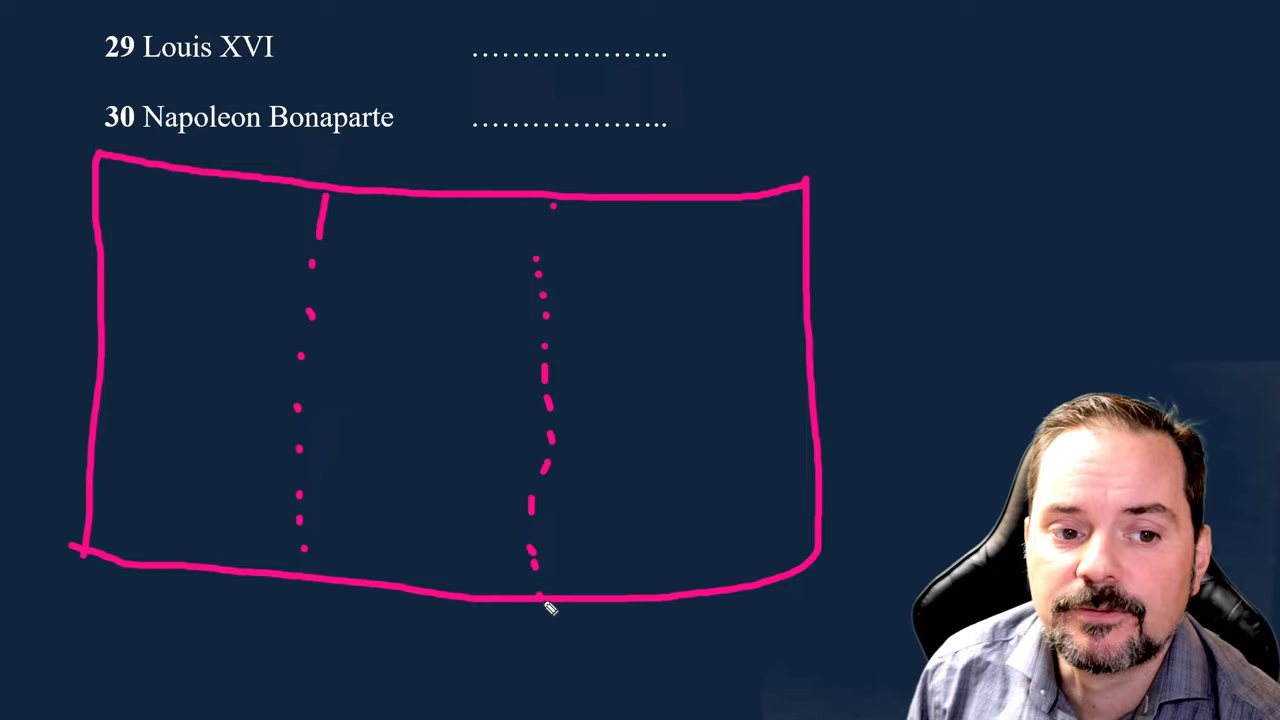 29 Louis XVI ………………..
30 Napoleon Bonaparte ………………..